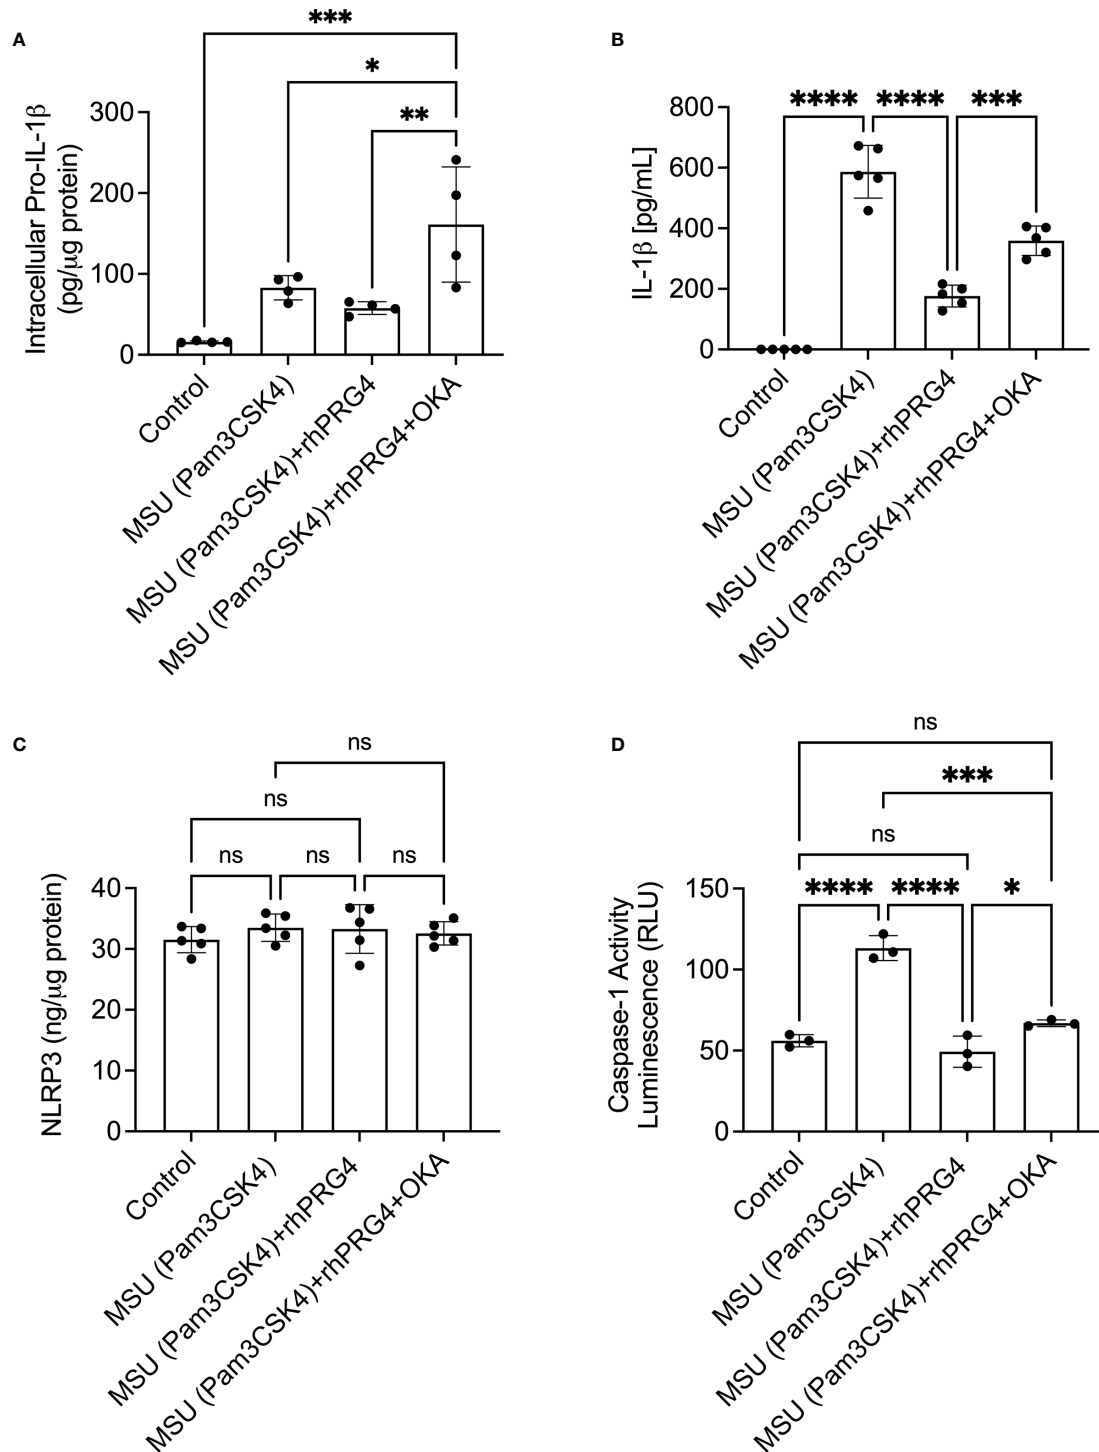 A
***
*
**
Intracellular Pro-IL-1β
(pg/μg protein)
300
200
100
0
Control
MSU (Pam3CSK4)
MSU (Pam3CSK4)+rhPRG4
MSU (Pam3CSK4)+rhPRG4+OKA
B
**** **** ***
IL-1β [pg/mL]
800
600
400
200
0
Control
MSU (Pam3CSK4)
MSU (Pam3CSK4)+rhPRG4
MSU (Pam3CSK4)+rhPRG4+OKA
C
ns
ns
ns ns ns
NLRP3 (ng/μg protein)
40
30
20
10
0
Control
MSU (Pam3CSK4)
MSU (Pam3CSK4)+rhPRG4
MSU (Pam3CSK4)+rhPRG4+OKA
D
ns
***
ns
**** **** *
Caspase-1 Activity
Luminescence (RLU)
150
100
50
0
Control
MSU (Pam3CSK4)
MSU (Pam3CSK4)+rhPRG4
MSU (Pam3CSK4)+rhPRG4+OKA